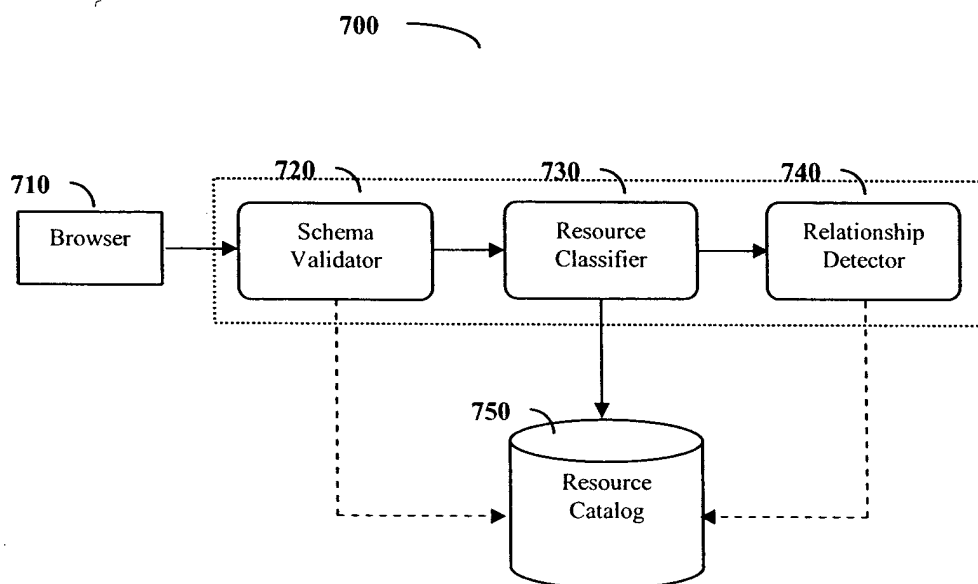 700
710
720
730
740
Browser
Schema
Validator
Resource
Classifier
Relationship
Detector
750
Resource
Catalog